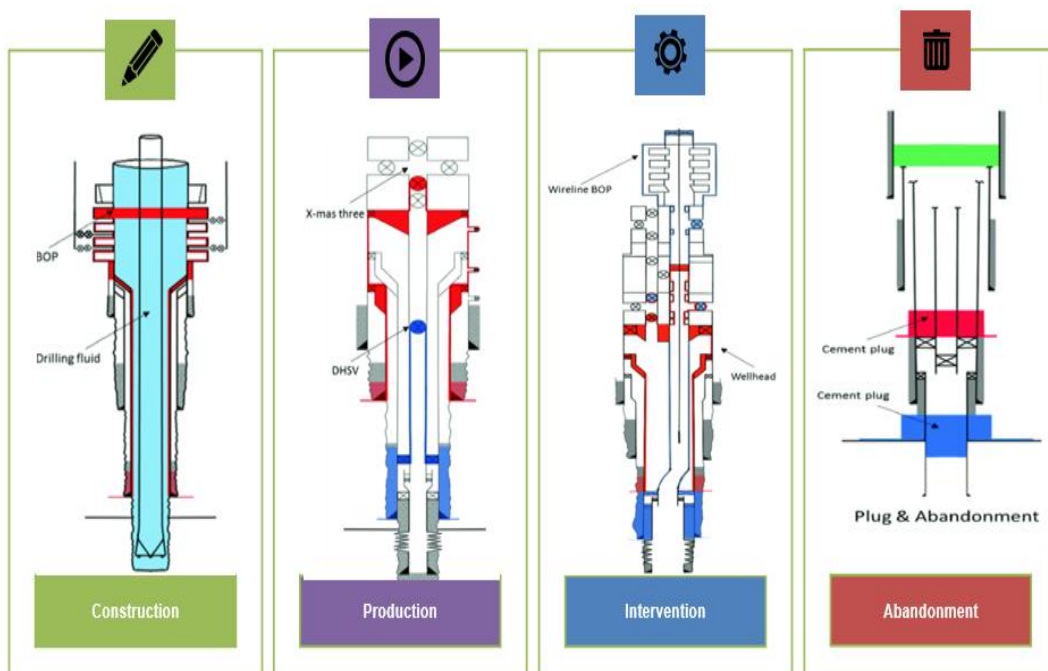 BOP
Drilling fluid
Construction
X-mas three
DHSV
Production
Wireline BOP
Wellhead
Intervention
Cement plug
Cement plug
Plug & Abandonment
Abandonment